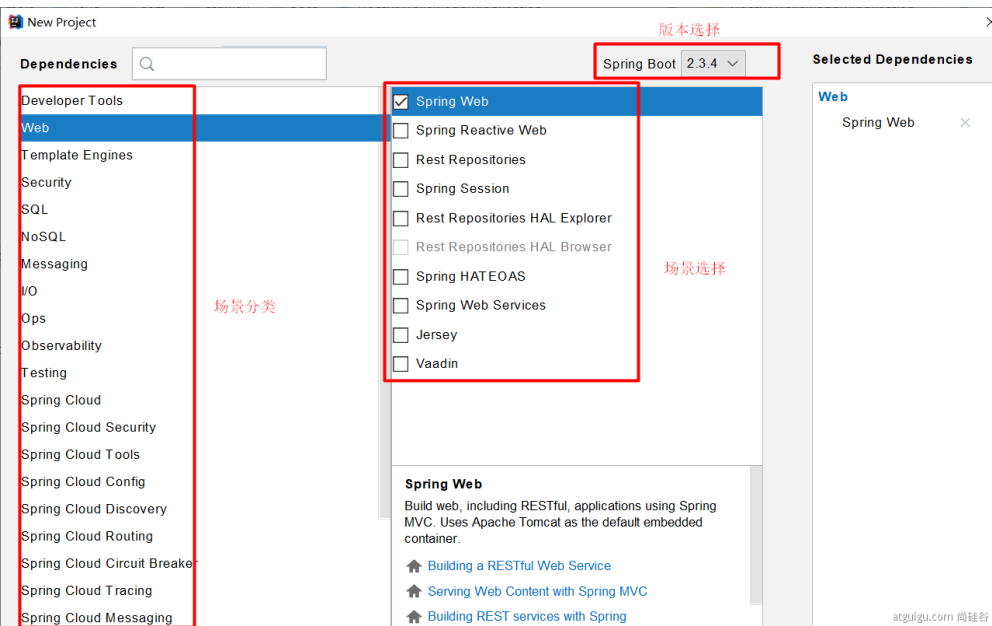 New Project
版本选择
Dependencies
Spring Boot 2.3.4
Selected Dependencies
Developer Tools
Web
Template Engines
Security
SQL
NoSQL
Messaging
I/O
Ops
Observability
Testing
Spring Cloud
Spring Cloud Security
Spring Cloud Tools
Spring Cloud Config
Spring Cloud Discovery
Spring Cloud Routing
Spring Cloud Circuit Breaker
Spring Cloud Tracing
Spring Cloud Messaging
场景分类
Spring Web
Spring Reactive Web
Rest Repositories
Spring Session
Rest Repositories HAL Explorer
Rest Repositories HAL Browser
Spring HATEOAS
Spring Web Services
Jersey
Vaadin
场景选择
Spring Web
Build web, including RESTful, applications using Spring
MVC. Uses Apache Tomcat as the default embedded
container.
Building a RESTful Web Service
Serving Web Content with Spring MVC
Building REST services with Spring
Web
Spring Web
atguigu.com 尚硅谷